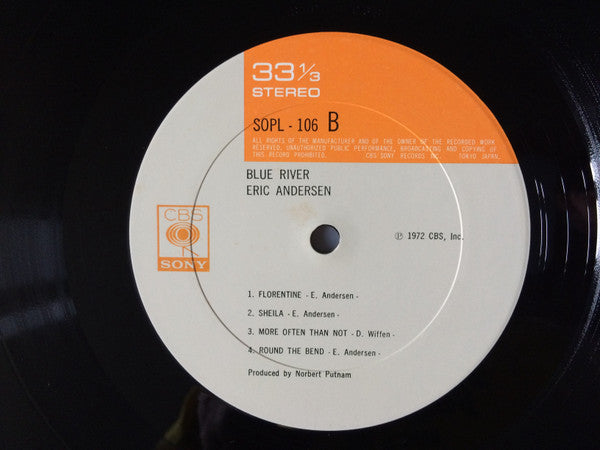 33 1/3
STEREO
SOPL - 106 B
ALL RIGHTS OF THE MANUFACTURER AND OF THE OWNER OF THE RECORDED WORK
RESERVED. UNAUTHORIZED PUBLIC PERFORMANCE, BROADCASTING AND COPYING OF
THIS RECORD PROHIBITED. CBS/SONY RECORDS INC. TOKYO JAPAN.
BLUE RIVER
ERIC ANDERSEN
CBS
SONY
℗ 1972 CBS, Inc.
1. FLORENTINE - E. Andersen -
2. SHEILA - E. Andersen -
3. MORE OFTEN THAN NOT - D. Wiffen -
4. ROUND THE BEND - E. Andersen -
Produced by Norbert Putnam